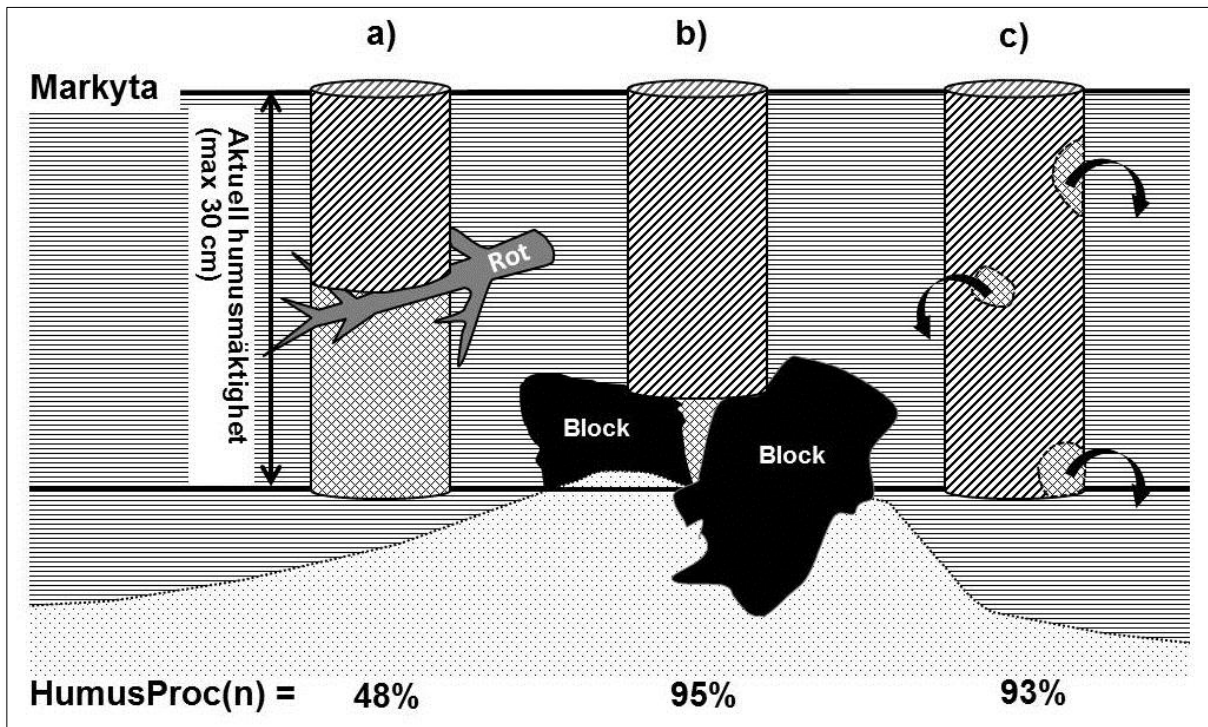 a) b) c)
Markyta
Aktuell humusmäktighet
(max 30 cm)
Rot
Block
Block
HumusProc(n) = 48% 95% 93%